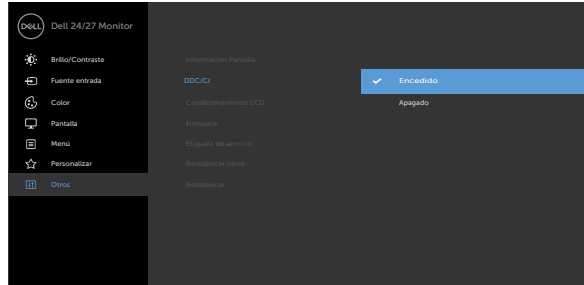 DELL Dell 24/27 Monitor
Brillo/Contraste
Fuente entrada
Color
Pantalla
Menú
Personalizar
Otros
Información Pantalla
DDC/CI
Condicionamiento LCD
Firmware
Etiqueta de servicio
Restablecer otros
Restablecer
Encedido
Apagado